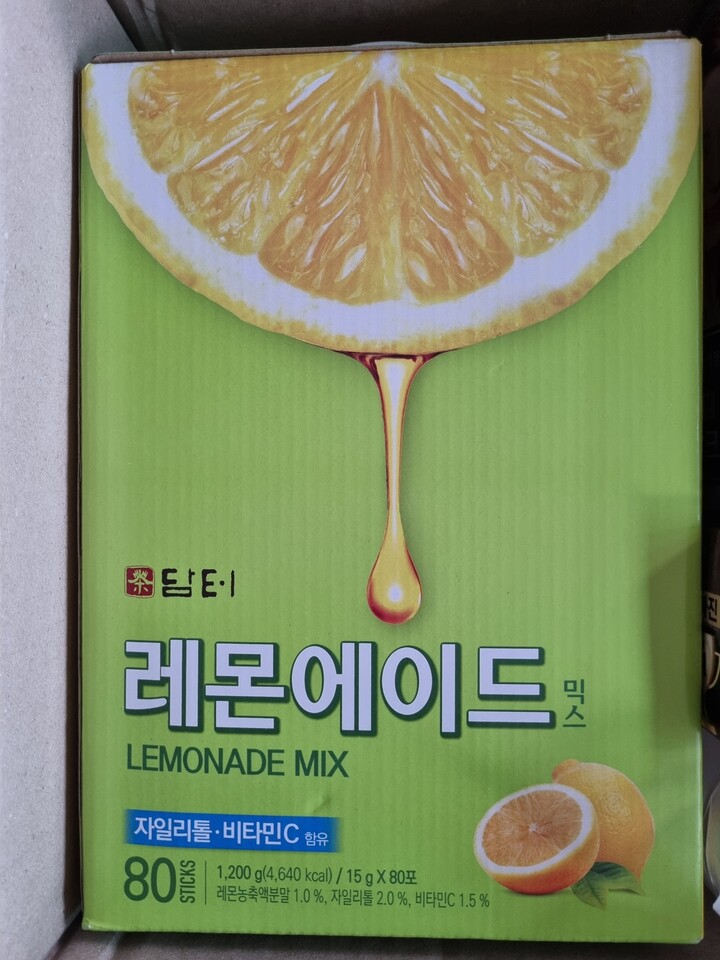 茶 담터
레몬에이드 믹스
LEMONADE MIX
자일리톨·비타민C 함유
80 STICKS
1,200 g(4,640 kcal) / 15 g X 80포
레몬농축액분말 1.0 %, 자일리톨 2.0 %, 비타민C 1.5 %
진